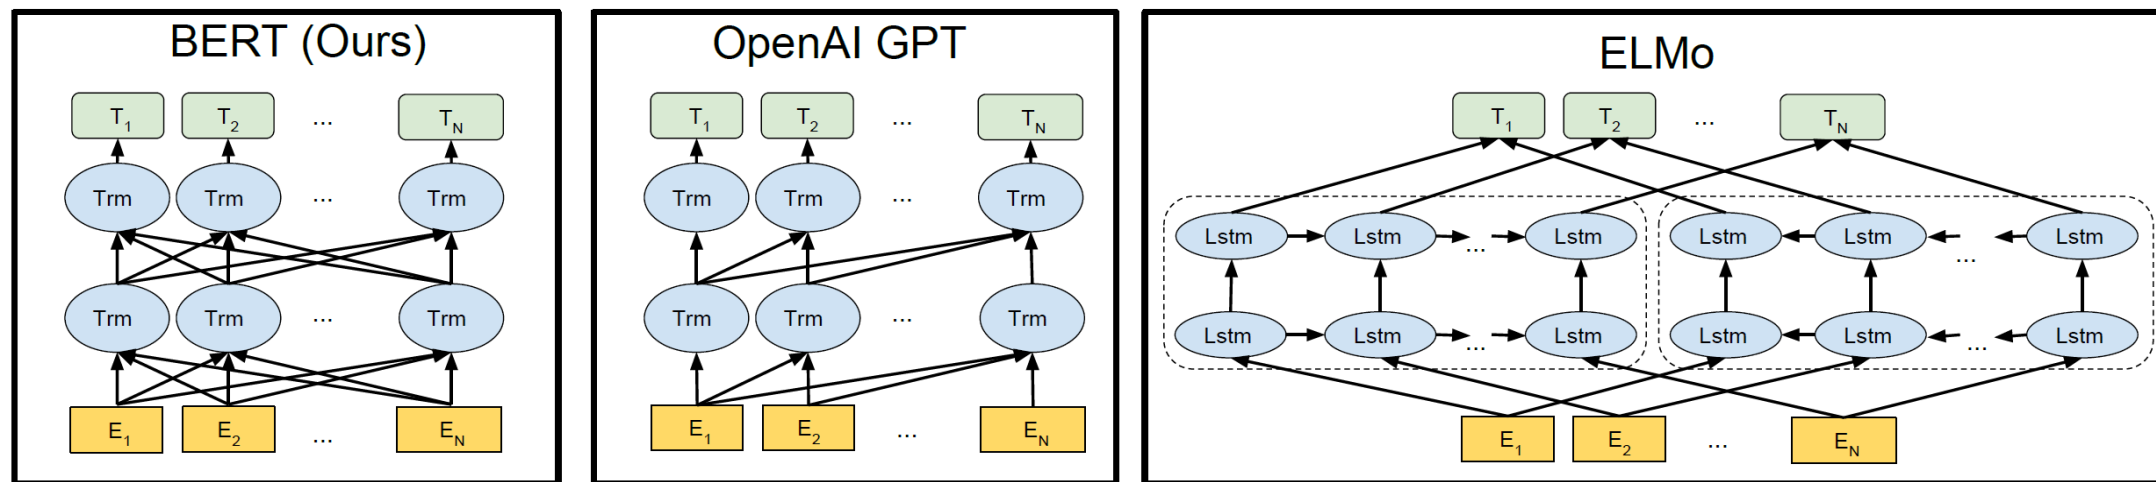 BERT (Ours)
T1 T2 ... TN
Trm Trm ... Trm
Trm Trm ... Trm
E1 E2 ... EN
OpenAI GPT
T1 T2 ... TN
Trm Trm ... Trm
Trm Trm ... Trm
E1 E2 ... EN
ELMo
T1 T2 ... TN
Lstm Lstm ... Lstm Lstm Lstm ... Lstm
Lstm Lstm ... Lstm Lstm Lstm ... Lstm
E1 E2 ... EN